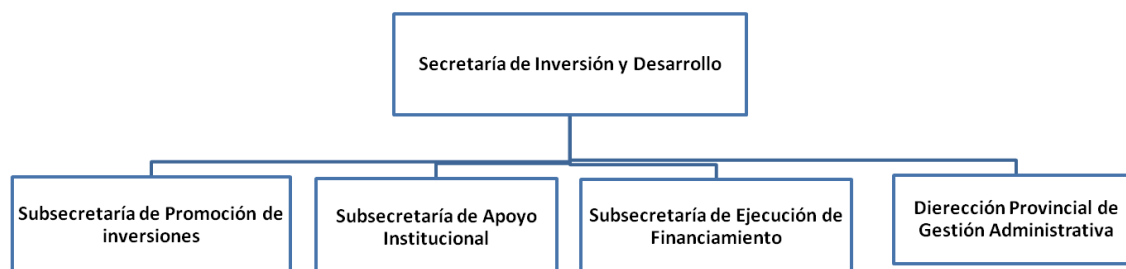 Secretaría de Inversión y Desarrollo
Subsecretaría de Promoción de
inversiones
Subsecretaría de Apoyo
Institucional
Subsecretaría de Ejecución de
Financiamiento
Dierección Provincial de
Gestión Administrativa